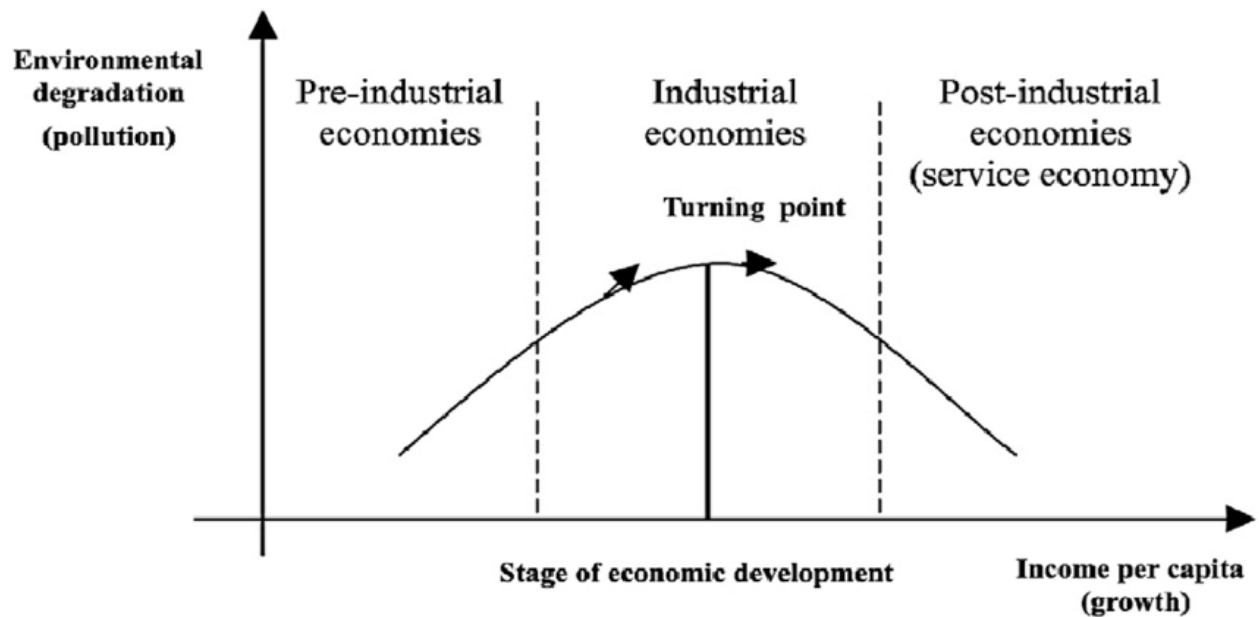 Environmental
degradation
(pollution)
Pre-industrial
economies
Industrial
economies
Post-industrial
economies
(service economy)
Turning point
Stage of economic development
Income per capita
(growth)